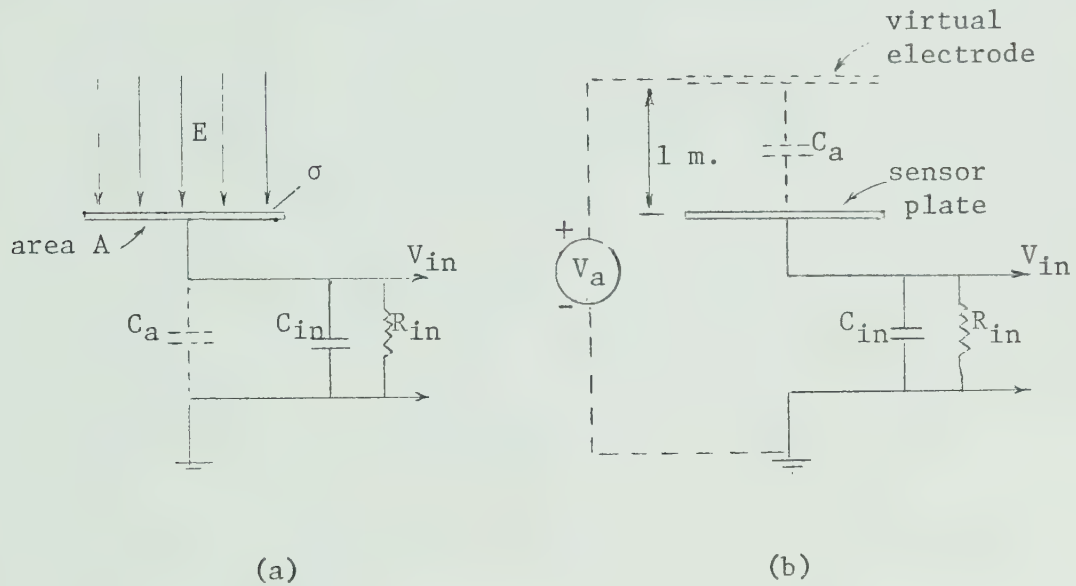 E
σ
area A
V_in
C_a
C_in
R_in
(a)
virtual
electrode
1 m.
C_a
sensor
plate
+
V_a
-
V_in
C_in
R_in
(b)